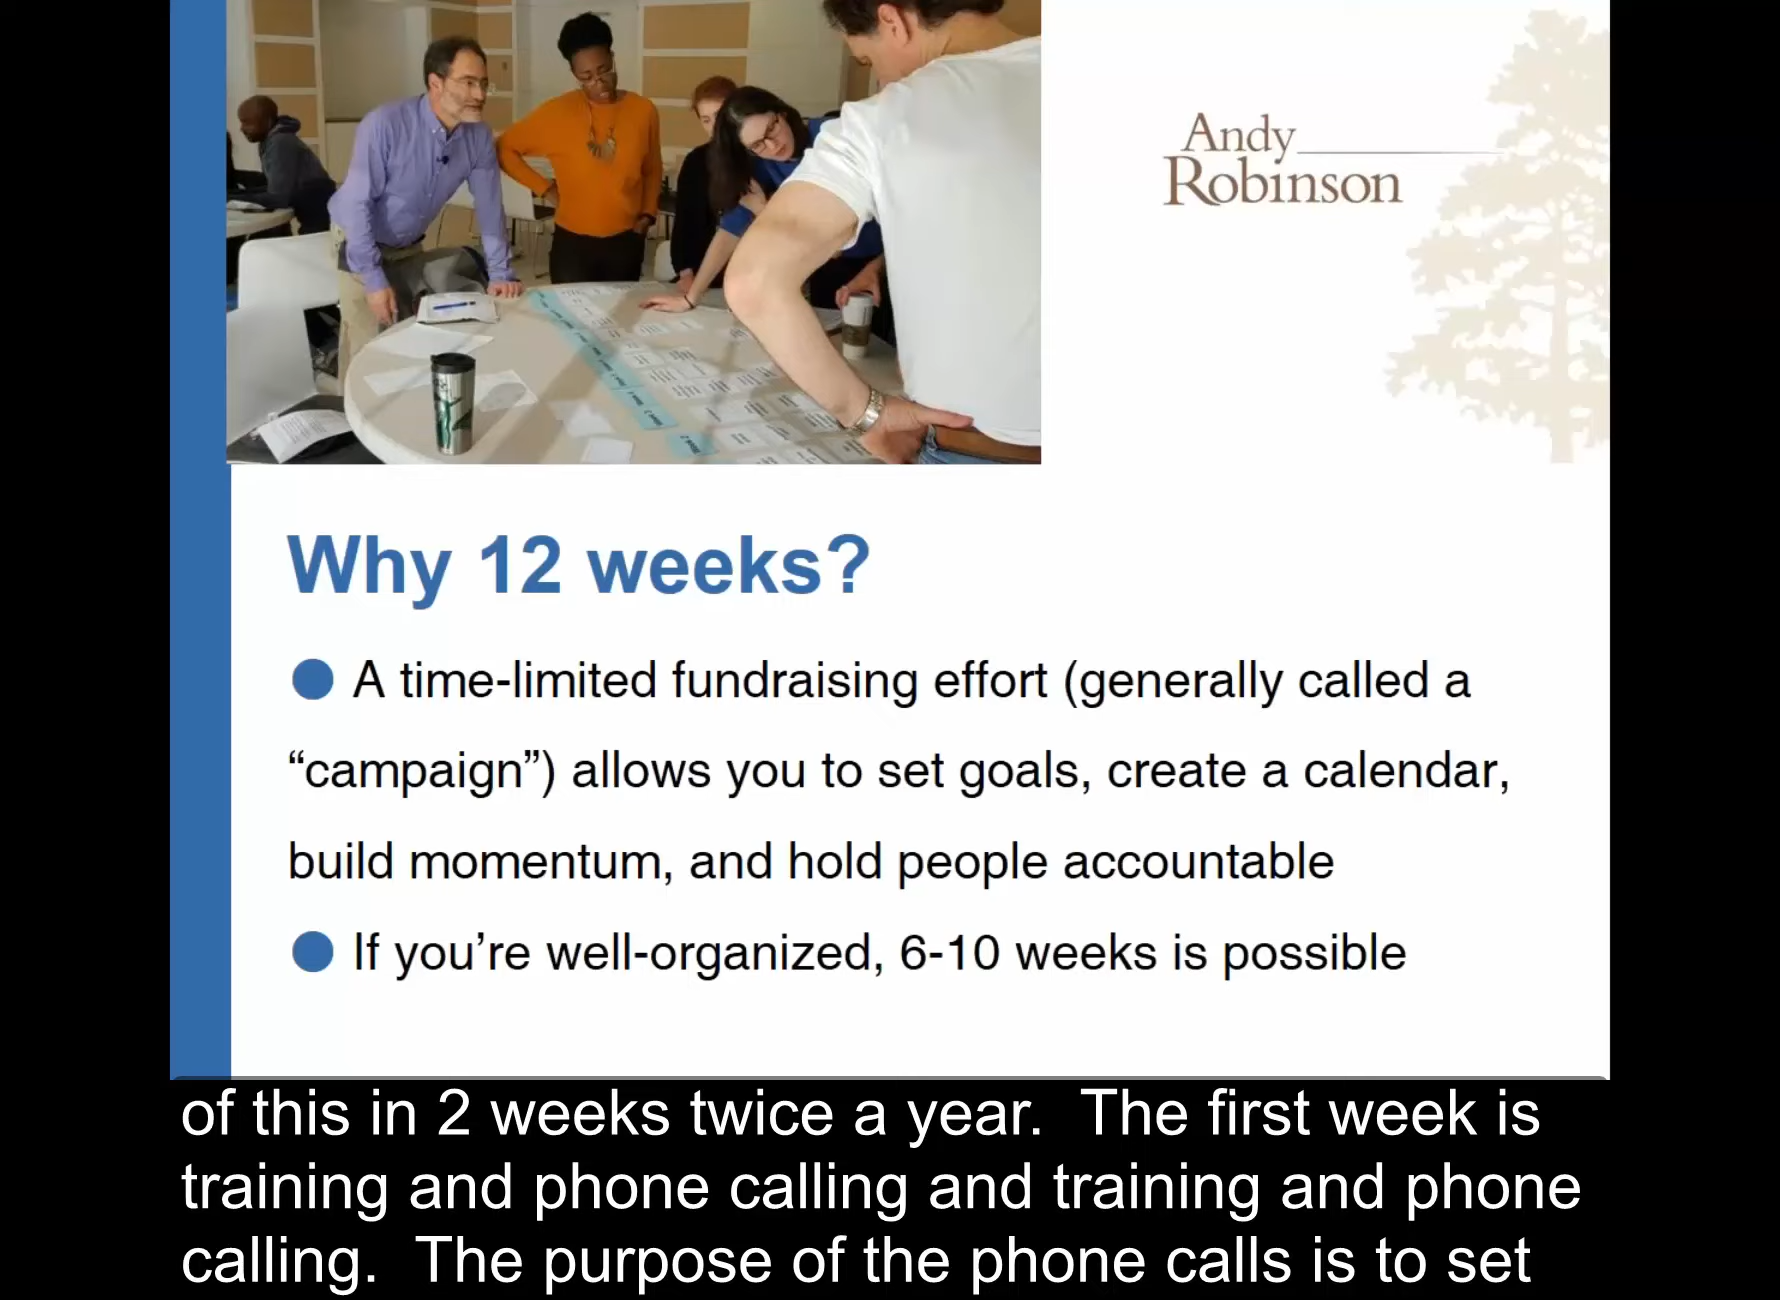 Andy
Robinson
Why 12 weeks?
● A time-limited fundraising effort (generally called a
“campaign”) allows you to set goals, create a calendar,
build momentum, and hold people accountable
● If you’re well-organized, 6-10 weeks is possible
of this in 2 weeks twice a year.  The first week is
training and phone calling and training and phone
calling.  The purpose of the phone calls is to set